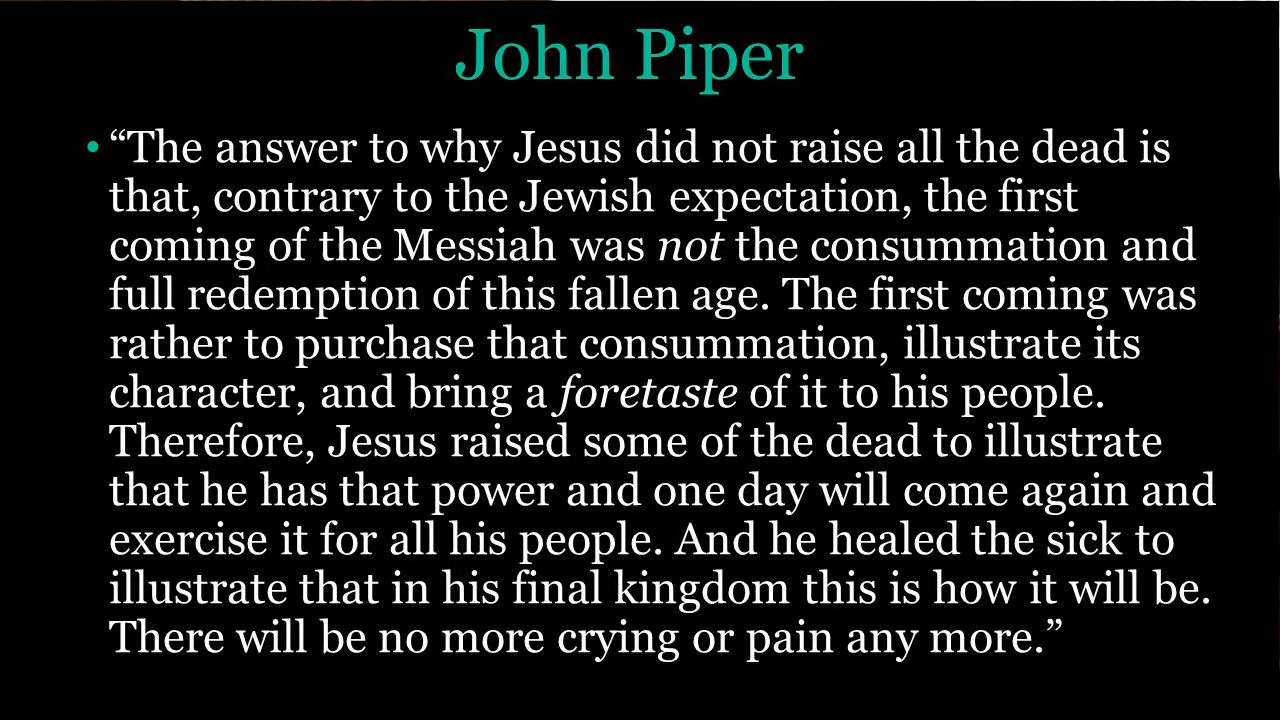 John Piper
• “The answer to why Jesus did not raise all the dead is
that, contrary to the Jewish expectation, the first
coming of the Messiah was not the consummation and
full redemption of this fallen age. The first coming was
rather to purchase that consummation, illustrate its
character, and bring a foretaste of it to his people.
Therefore, Jesus raised some of the dead to illustrate
that he has that power and one day will come again and
exercise it for all his people. And he healed the sick to
illustrate that in his final kingdom this is how it will be.
There will be no more crying or pain any more.”